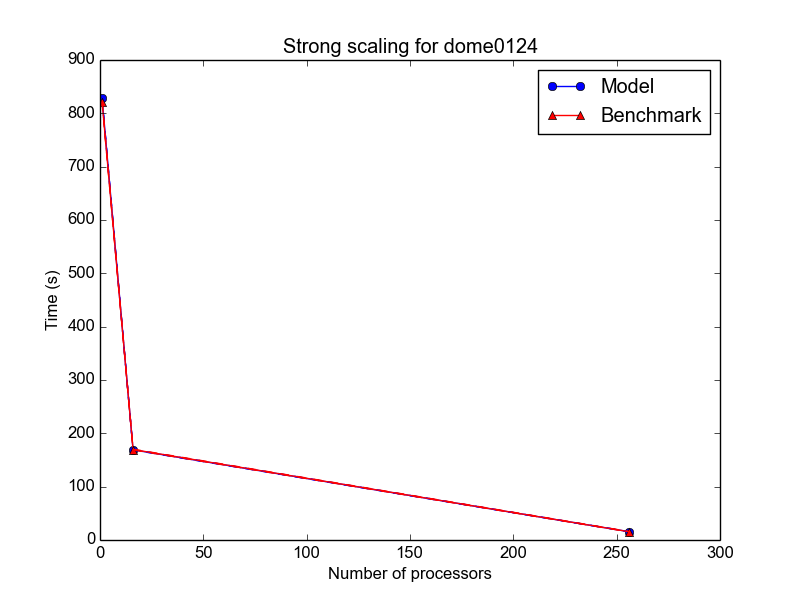 Strong scaling for dome0124
Model
Benchmark
900
800
700
600
500
400
300
200
100
0
Time (s)
0 50 100 150 200 250 300
Number of processors